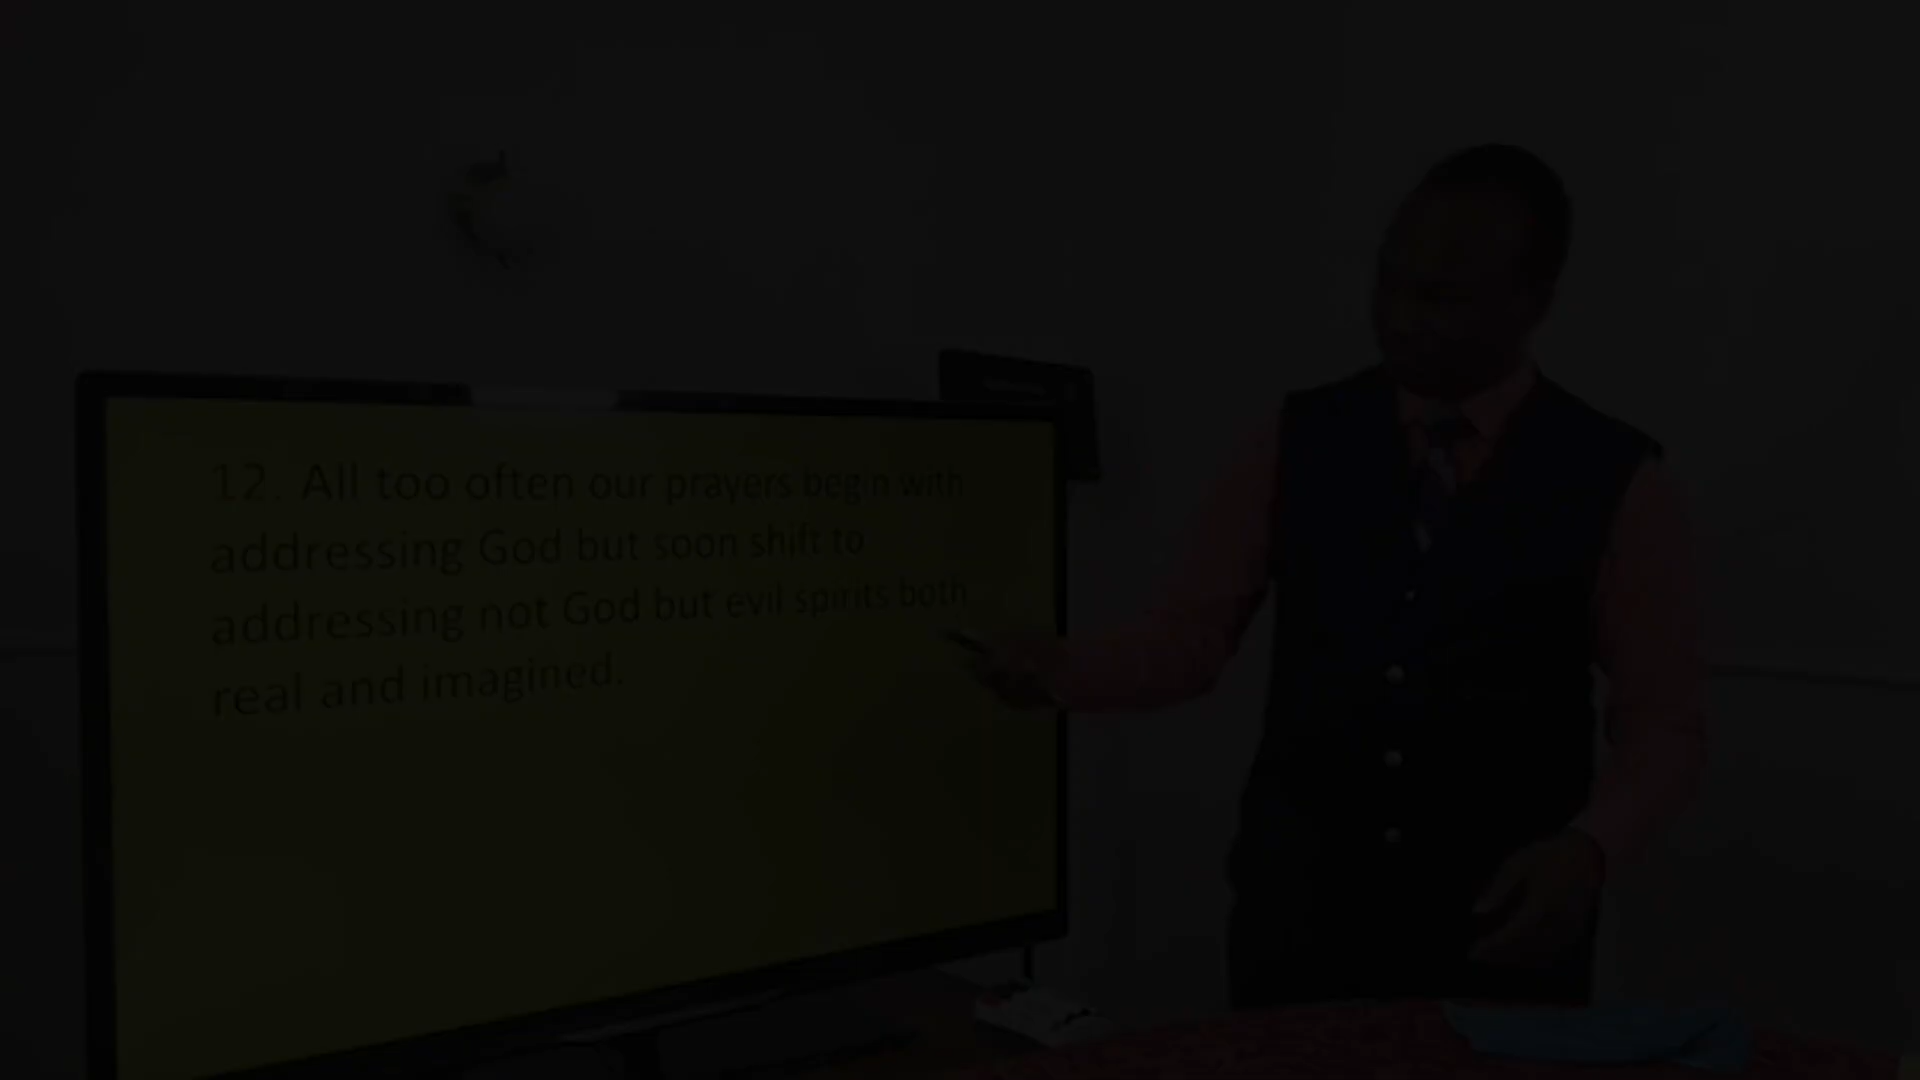 12. All too often our prayers begin with
addressing God but soon shift to
addressing not God but evil spirits both
real and imagined.